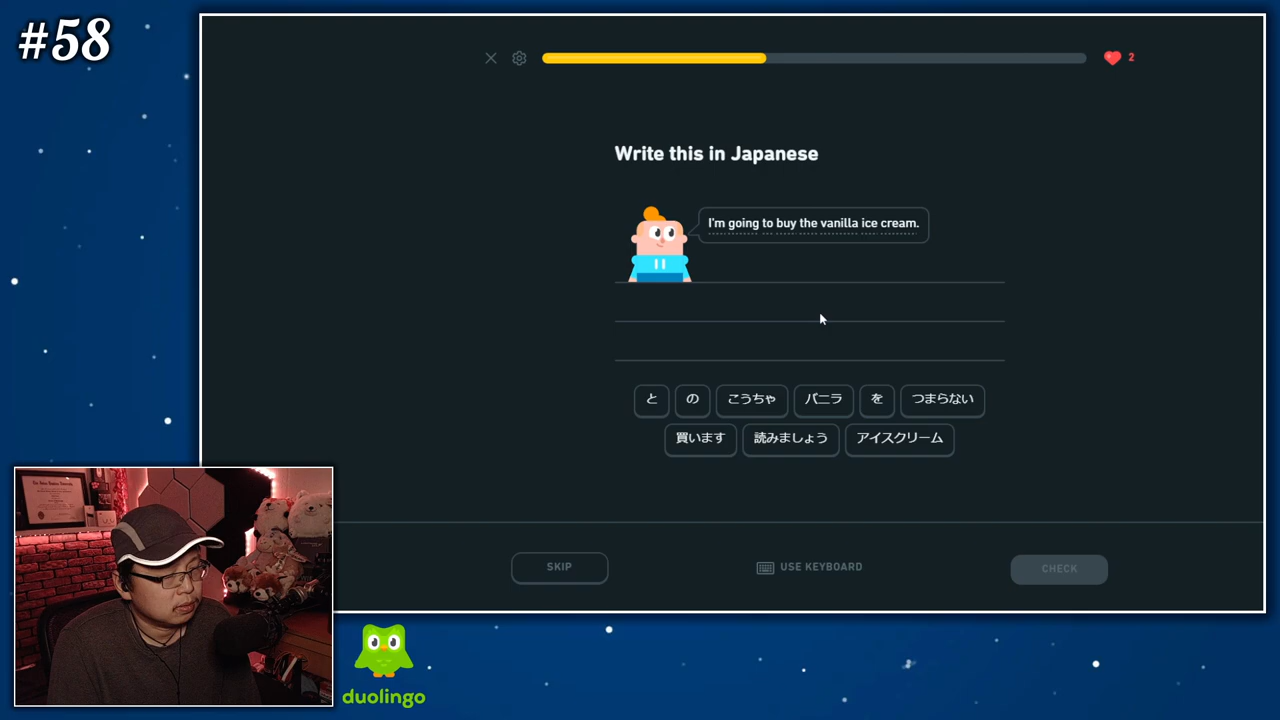 #58
2
Write this in Japanese
I'm going to buy the vanilla ice cream.
と の こうちゃ バニラ を つまらない
買います 読みましょう アイスクリーム
SKIP
USE KEYBOARD
CHECK
duolingo